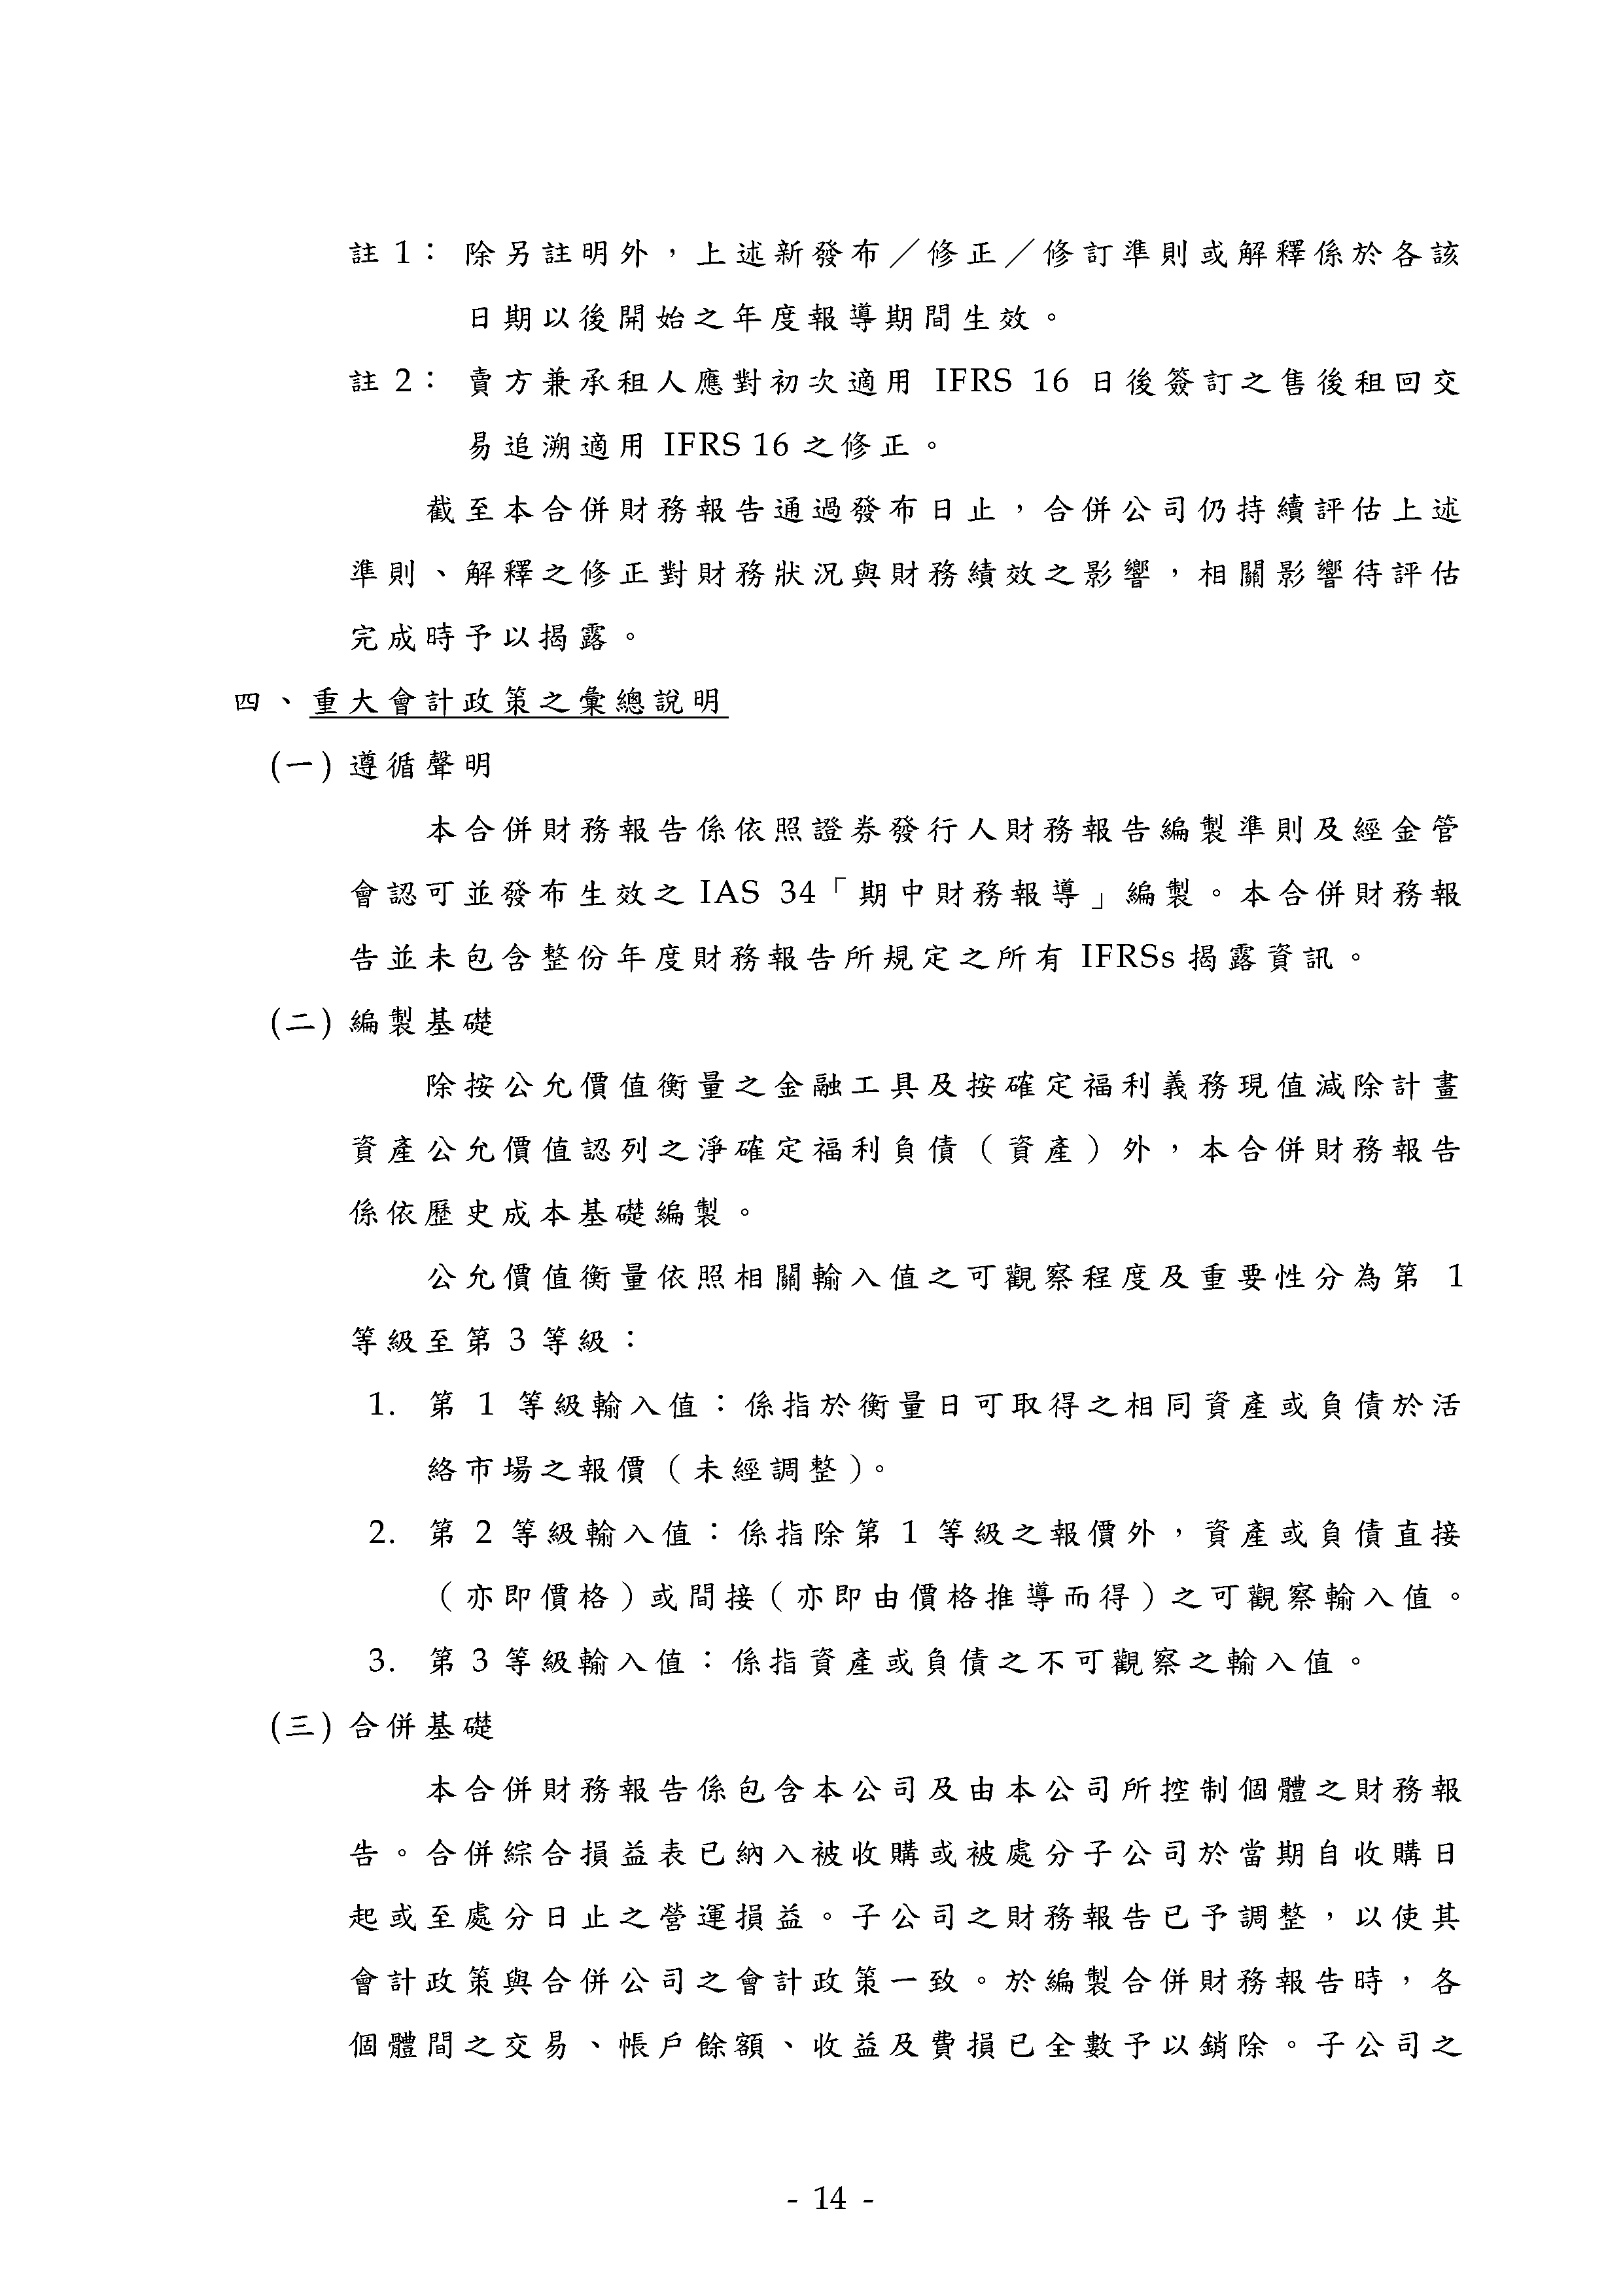 註 1： 除另註明外，上述新發布／修正／修訂準則或解釋係於各該
日期以後開始之年度報導期間生效。
註 2： 賣方兼承租人應對初次適用 IFRS 16 日後簽訂之售後租回交
易追溯適用 IFRS 16 之修正。
截至本合併財務報告通過發布日止，合併公司仍持續評估上述
準則、解釋之修正對財務狀況與財務績效之影響，相關影響待評估
完成時予以揭露。
四、重大會計政策之彙總說明
(一) 遵循聲明
本合併財務報告係依照證券發行人財務報告編製準則及經金管
會認可並發布生效之 IAS 34「期中財務報導」編製。本合併財務報
告並未包含整份年度財務報告所規定之所有 IFRSs 揭露資訊。
(二) 編製基礎
除按公允價值衡量之金融工具及按確定福利義務現值減除計畫
資產公允價值認列之淨確定福利負債（資產）外，本合併財務報告
係依歷史成本基礎編製。
公允價值衡量依照相關輸入值之可觀察程度及重要性分為第 1
等級至第 3 等級：
1. 第 1 等級輸入值：係指於衡量日可取得之相同資產或負債於活
絡市場之報價（未經調整）。
2. 第 2 等級輸入值：係指除第 1 等級之報價外，資產或負債直接
（亦即價格）或間接（亦即由價格推導而得）之可觀察輸入值。
3. 第 3 等級輸入值：係指資產或負債之不可觀察之輸入值。
(三) 合併基礎
本合併財務報告係包含本公司及由本公司所控制個體之財務報
告。合併綜合損益表已納入被收購或被處分子公司於當期自收購日
起或至處分日止之營運損益。子公司之財務報告已予調整，以使其
會計政策與合併公司之會計政策一致。於編製合併財務報告時，各
個體間之交易、帳戶餘額、收益及費損已全數予以銷除。子公司之
- 14 -